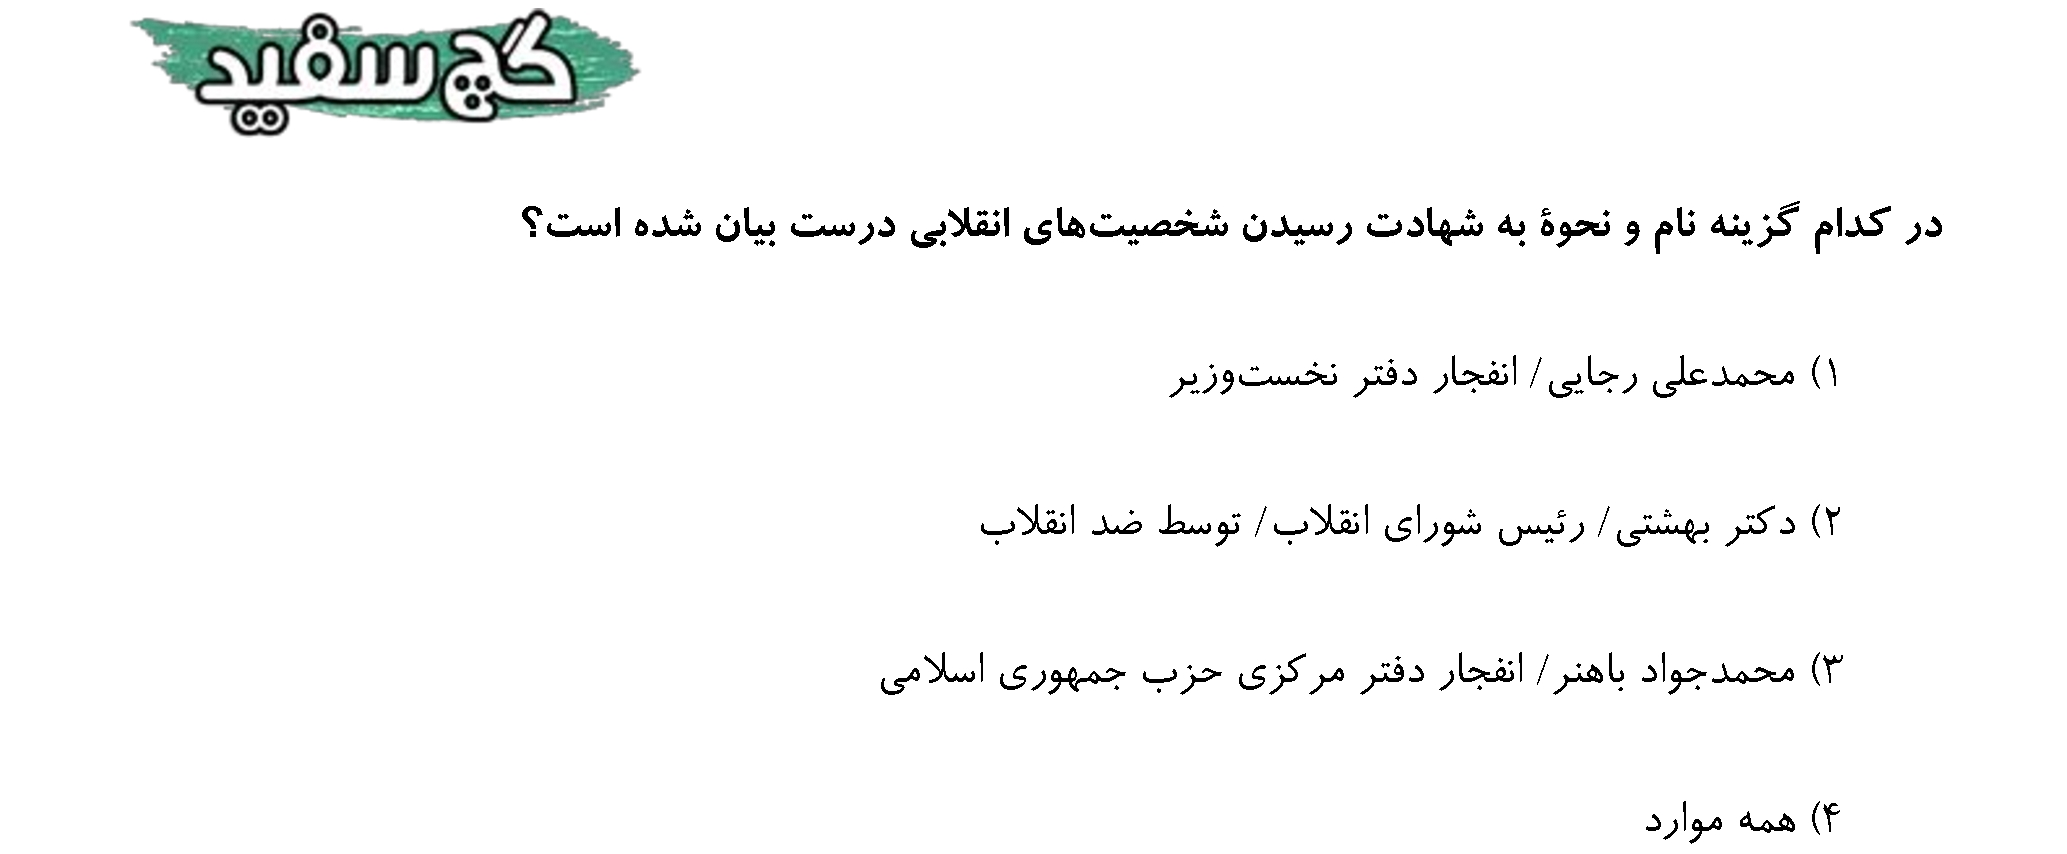 گچ سفید
در کدام گزینه نام و نحوهٔ به شهادت رسیدن شخصیت‌های انقلابی درست بیان شده است؟
۱) محمدعلی رجایی/ انفجار دفتر نخست‌وزیر
۲) دکتر بهشتی/ رئیس شورای انقلاب/ توسط ضد انقلاب
۳) محمدجواد باهنر/ انفجار دفتر مرکزی حزب جمهوری اسلامی
۴) همه موارد